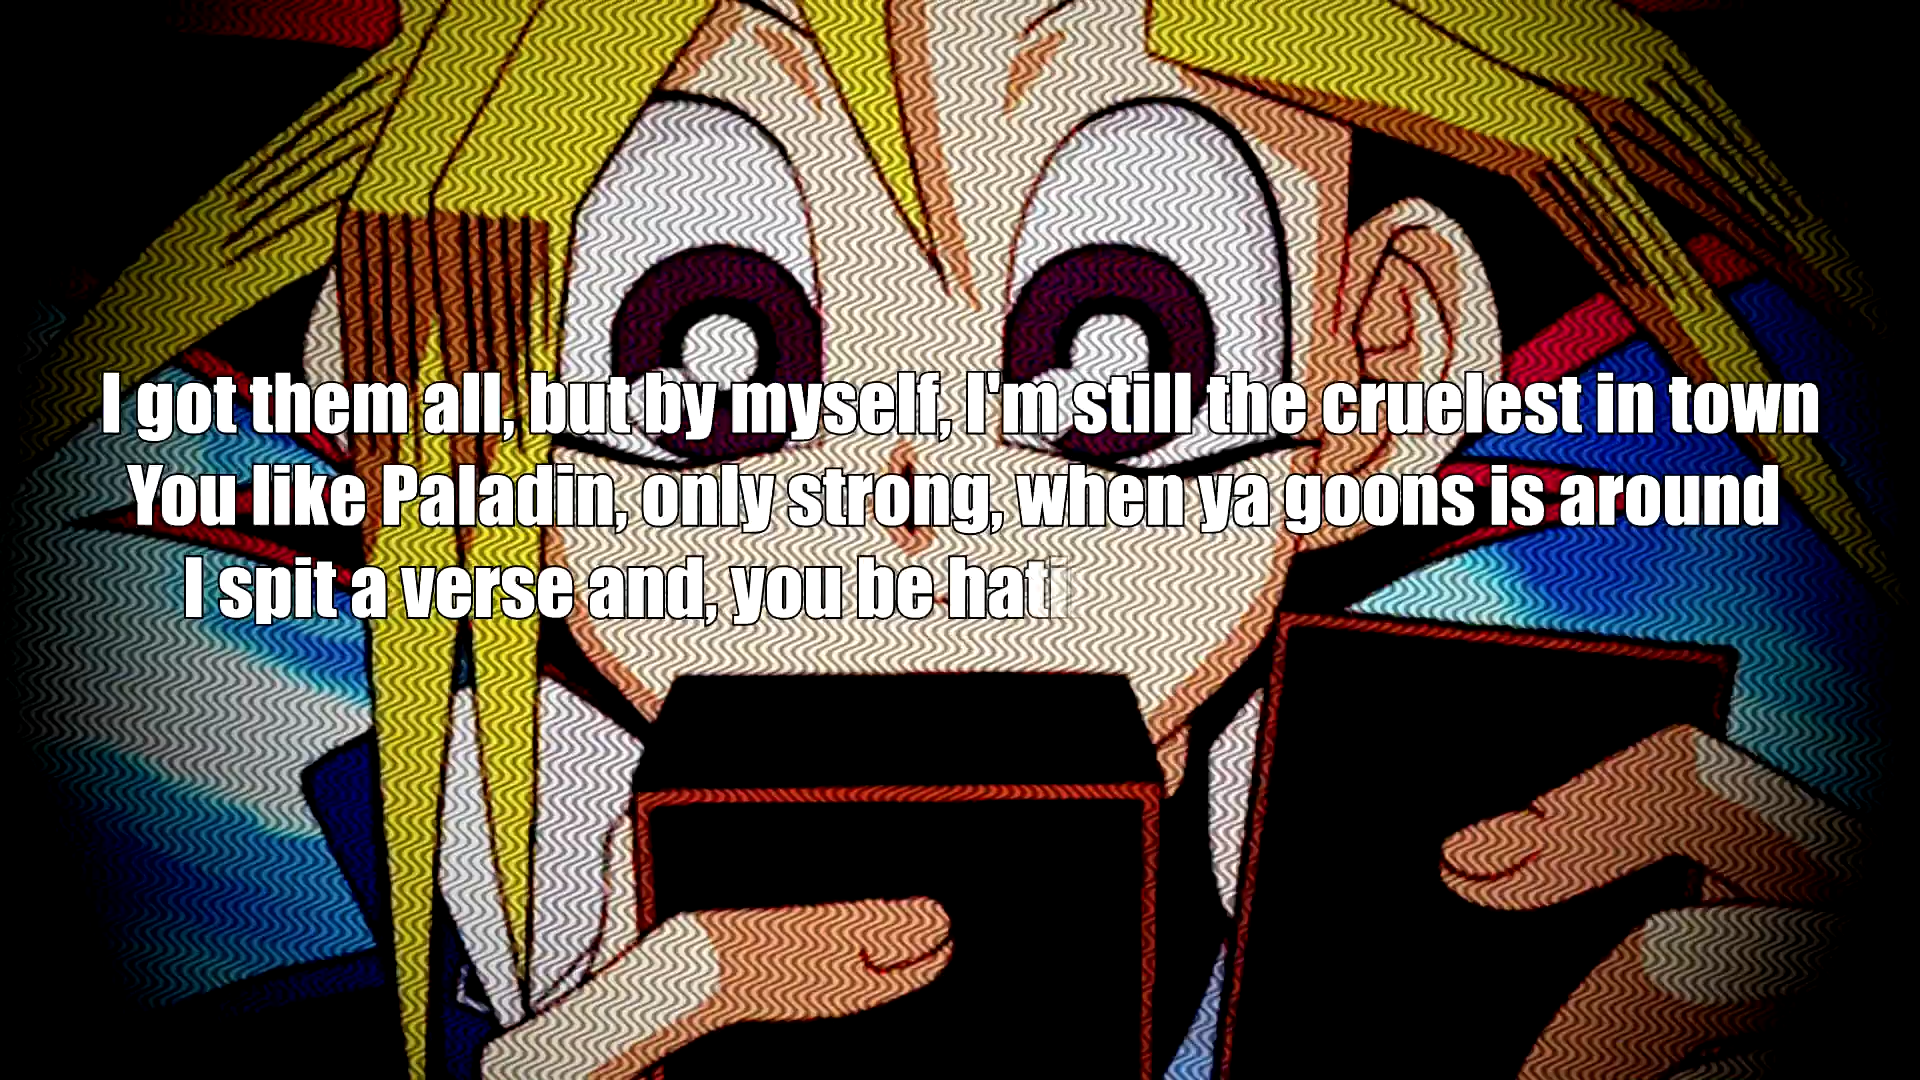 I got them all, but by myself, I'm still the cruelest in town
You like Paladin, only strong, when ya goons is around
I spit a verse and, you be hati